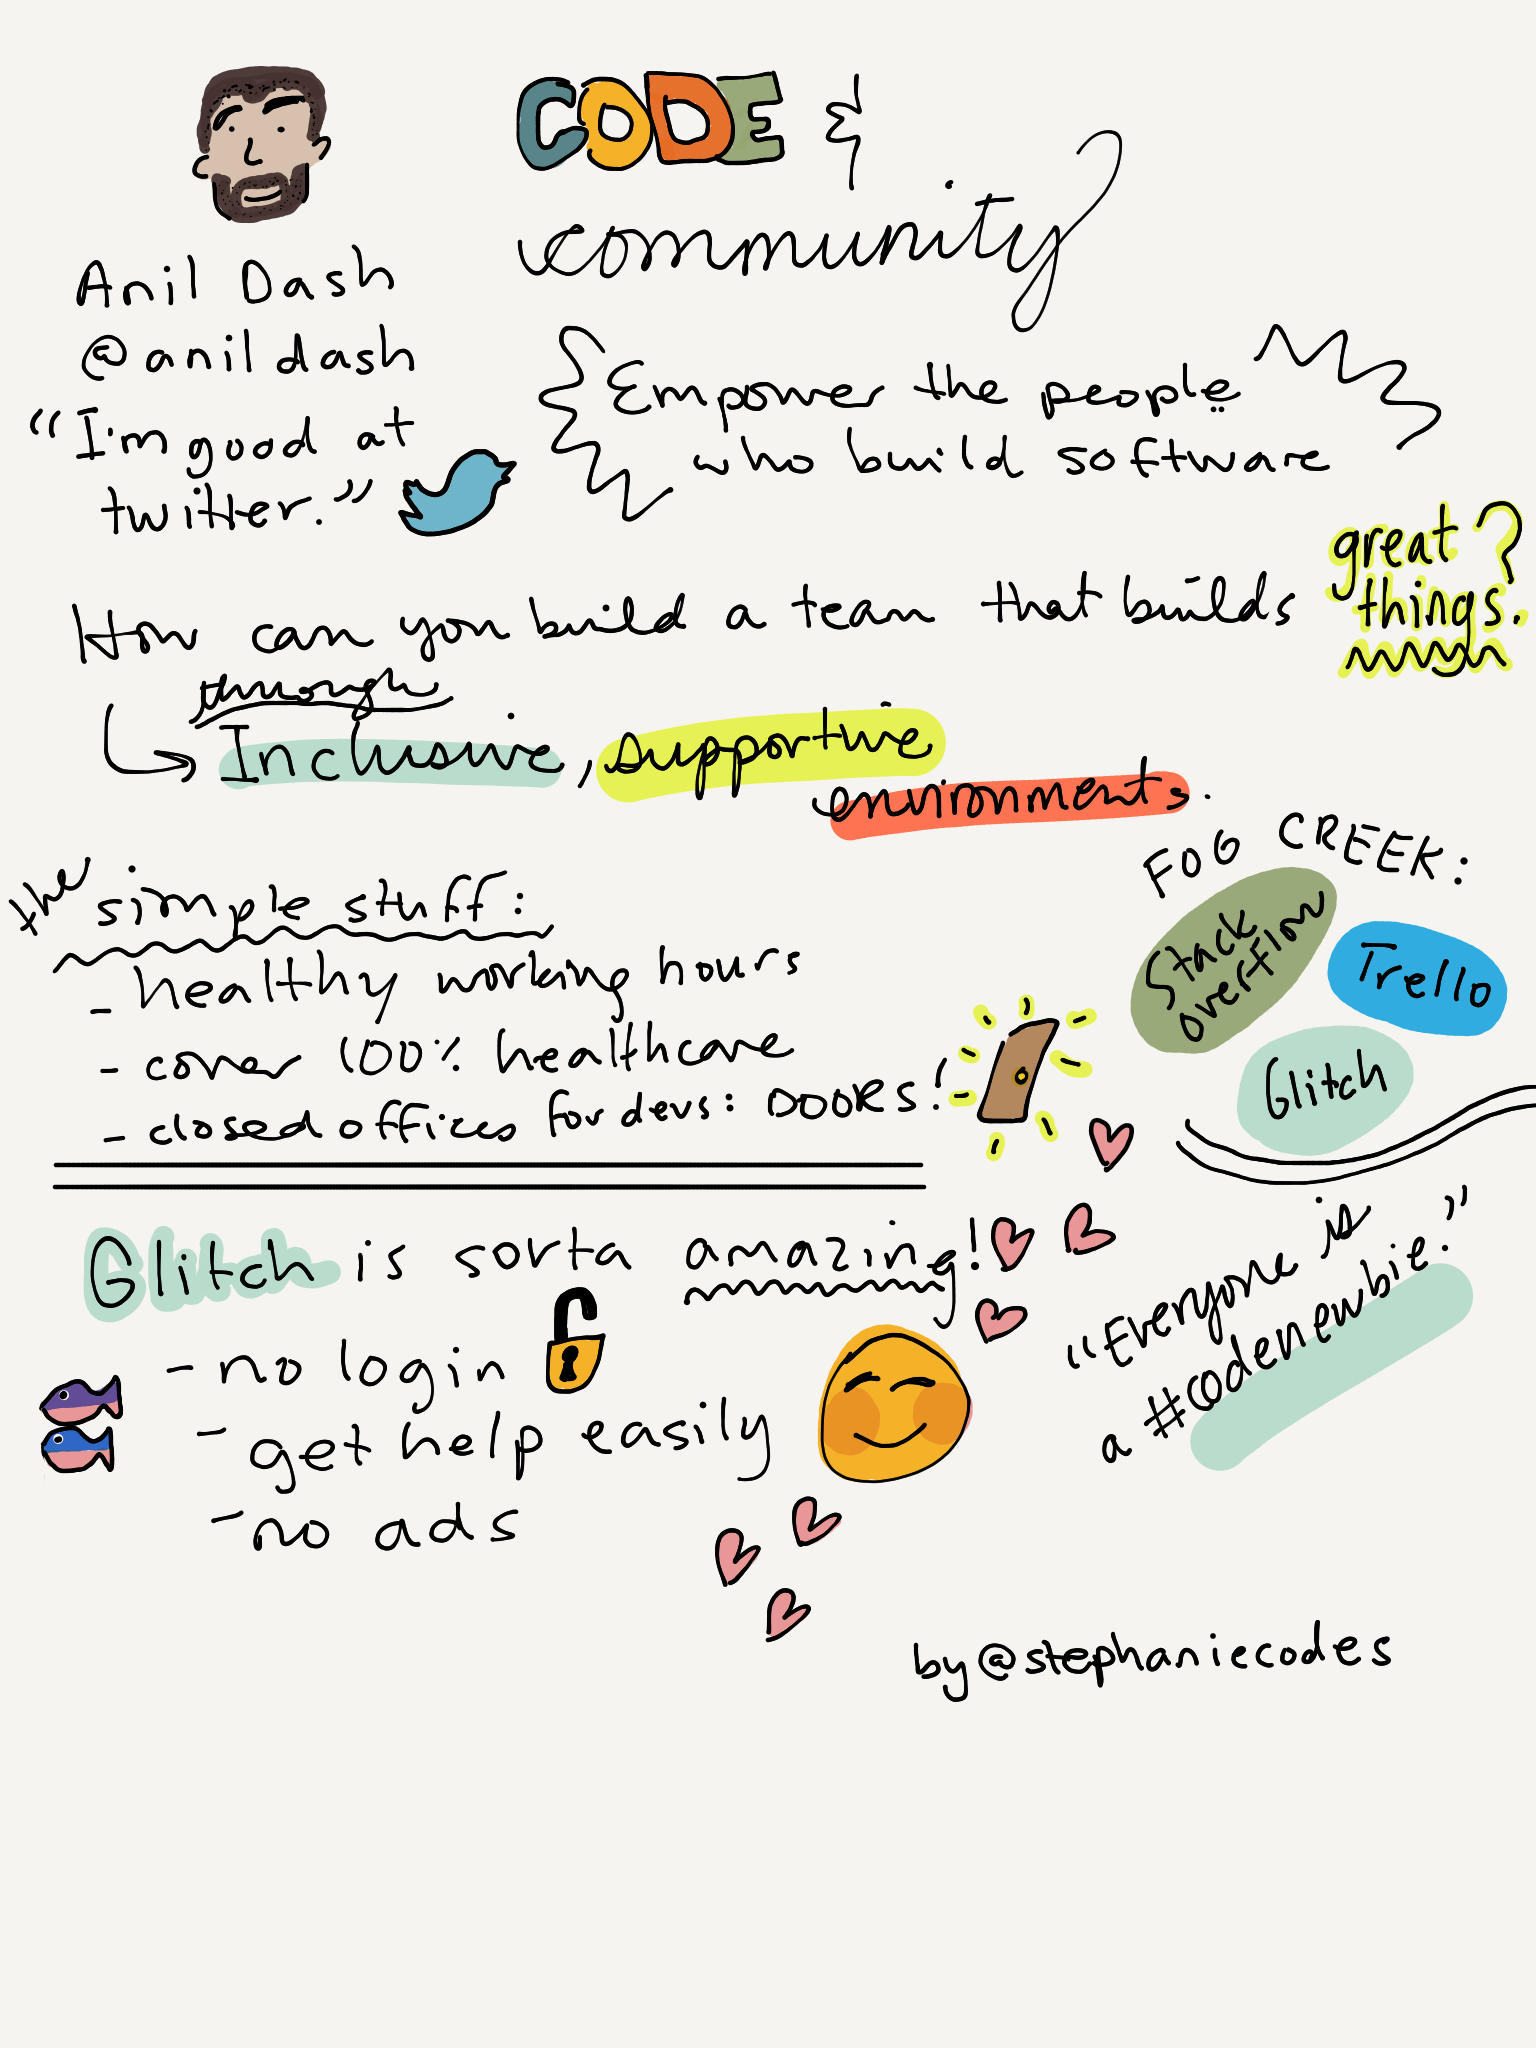 CODE &
community
Anil Dash
@anildash
"I'm good at
twitter."
Empower the people
who build software
How can you build a team that builds
great
things.?
through
Inclusive, supportive
environments.
the simple stuff:
- healthy working hours
- cover 100% healthcare
- closed offices for devs: DOORS!
FOG CREEK:
Stack
overflow
Trello
Glitch
Glitch is sorta amazing!
- no login
- get help easily
- no ads
"Everyone is
a #codenewbie."
by @stephaniecodes